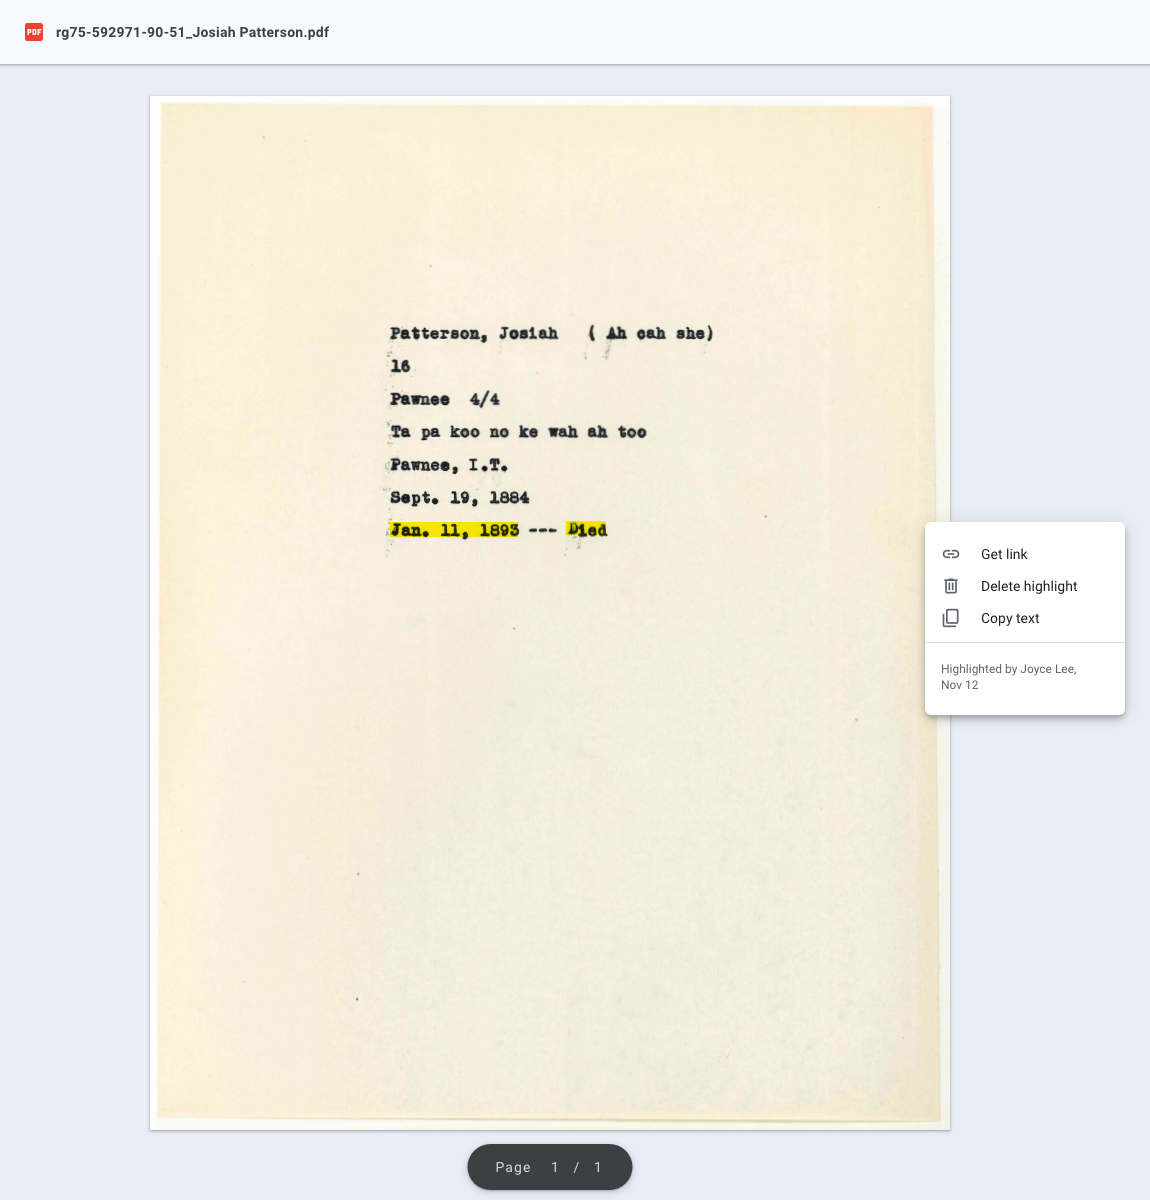 PDF rg75-592971-90-51_Josiah Patterson.pdf
Patterson, Josiah ( Ah cah she)
16
Pawnee 4/4
Ta pa koo no ke wah ah too
Pawnee, I.T.
Sept. 19, 1884
Jan. 11, 1893 --- Died
Get link
Delete highlight
Copy text
Highlighted by Joyce Lee,
Nov 12
Page 1 / 1